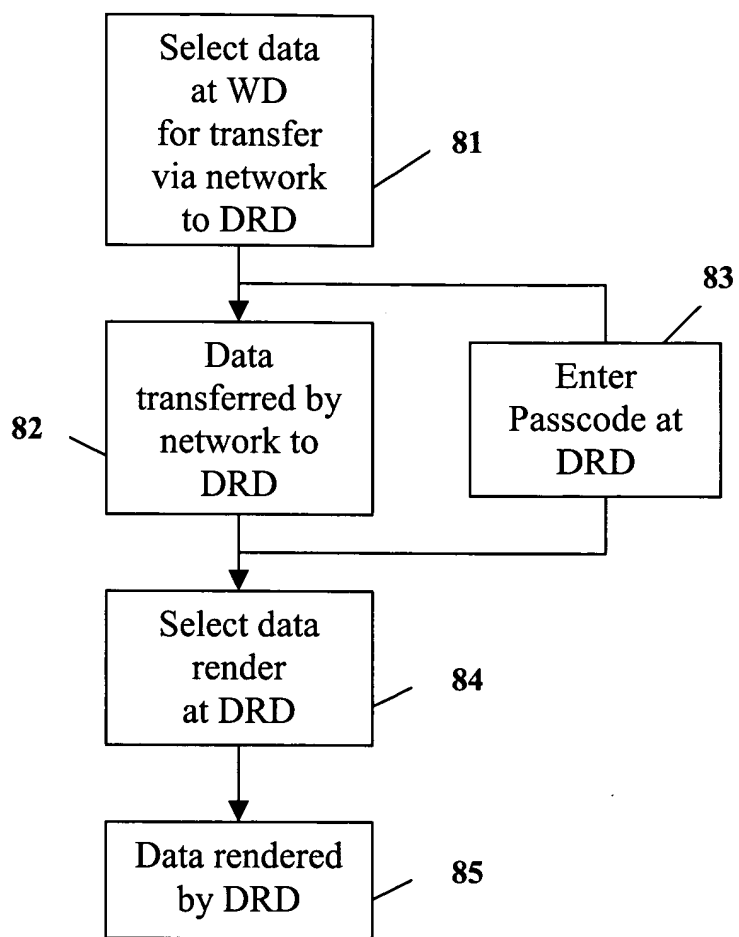 Select data
at WD
for transfer
via network
to DRD
81
83
Data
transferred by
network to
DRD
82
Enter
Passcode at
DRD
Select data
render
at DRD
84
Data rendered
by DRD
85